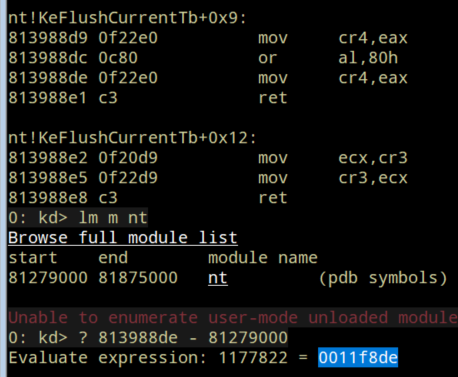 nt!KeFlushCurrentTb+0x9:
813988d9 0f22e0 mov cr4,eax
813988dc 0c80 or al,80h
813988de 0f22e0 mov cr4,eax
813988e1 c3 ret
nt!KeFlushCurrentTb+0x12:
813988e2 0f20d9 mov ecx,cr3
813988e5 0f22d9 mov cr3,ecx
813988e8 c3 ret
0: kd> lm m nt
Browse full module list
start end module name
81279000 81875000 nt (pdb symbols)
Unable to enumerate user-mode unloaded module
0: kd> ? 813988de - 81279000
Evaluate expression: 1177822 = 0011f8de